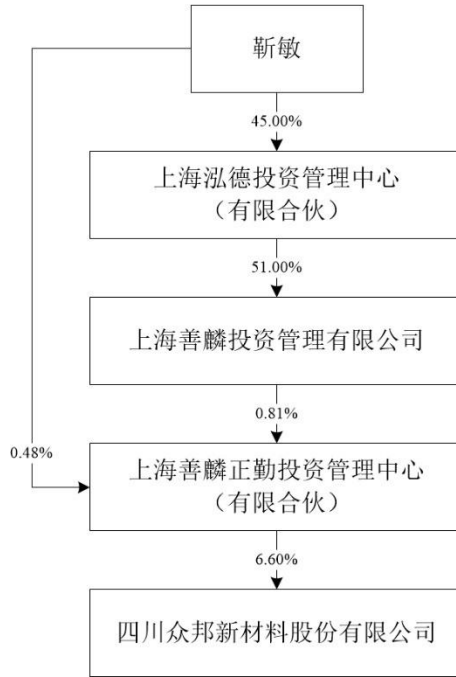 靳敏
45.00%
上海泓德投资管理中心
（有限合伙）
51.00%
上海善麟投资管理有限公司
0.81%
0.48%
上海善麟正勤投资管理中心
（有限合伙）
6.60%
四川众邦新材料股份有限公司